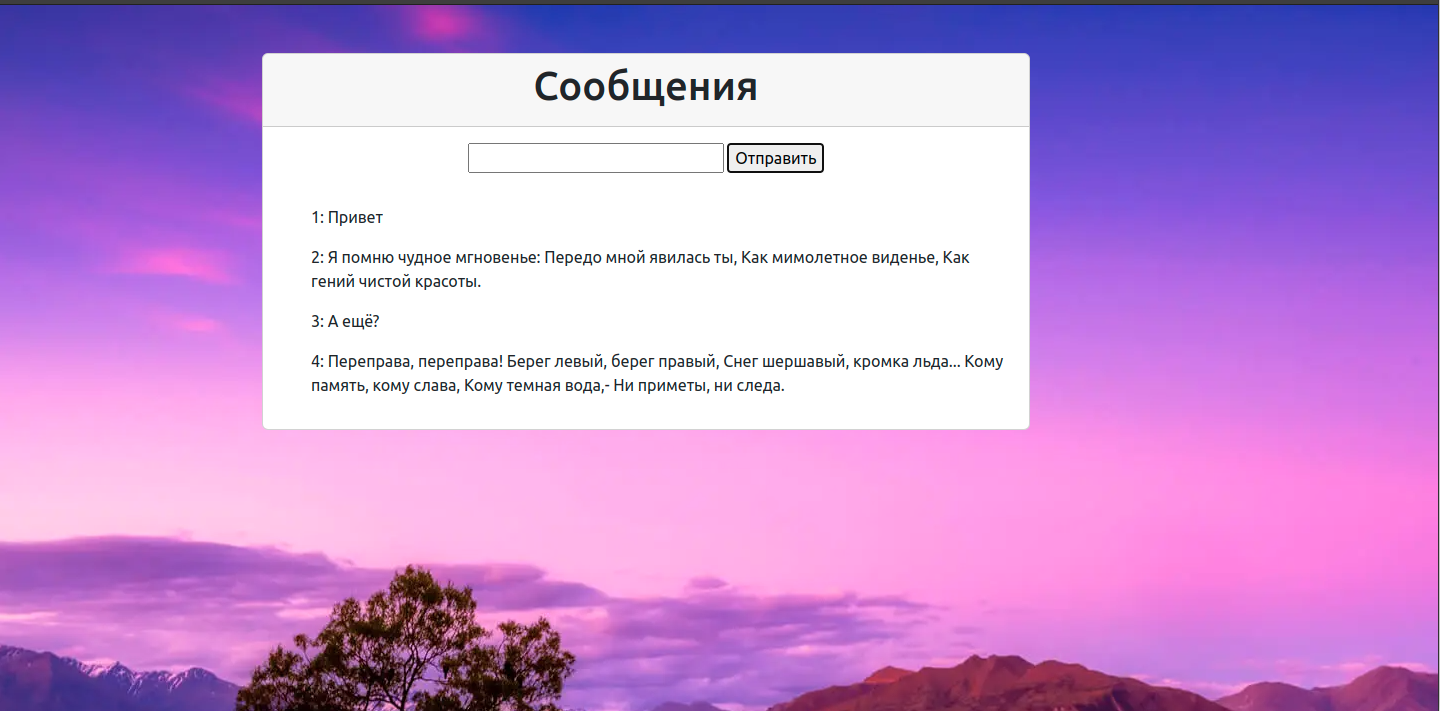 Сообщения
Отправить
1: Привет
2: Я помню чудное мгновенье: Передо мной явилась ты, Как мимолетное виденье, Как
гений чистой красоты.
3: А ещё?
4: Переправа, переправа! Берег левый, берег правый, Снег шершавый, кромка льда... Кому
память, кому слава, Кому темная вода,- Ни приметы, ни следа.